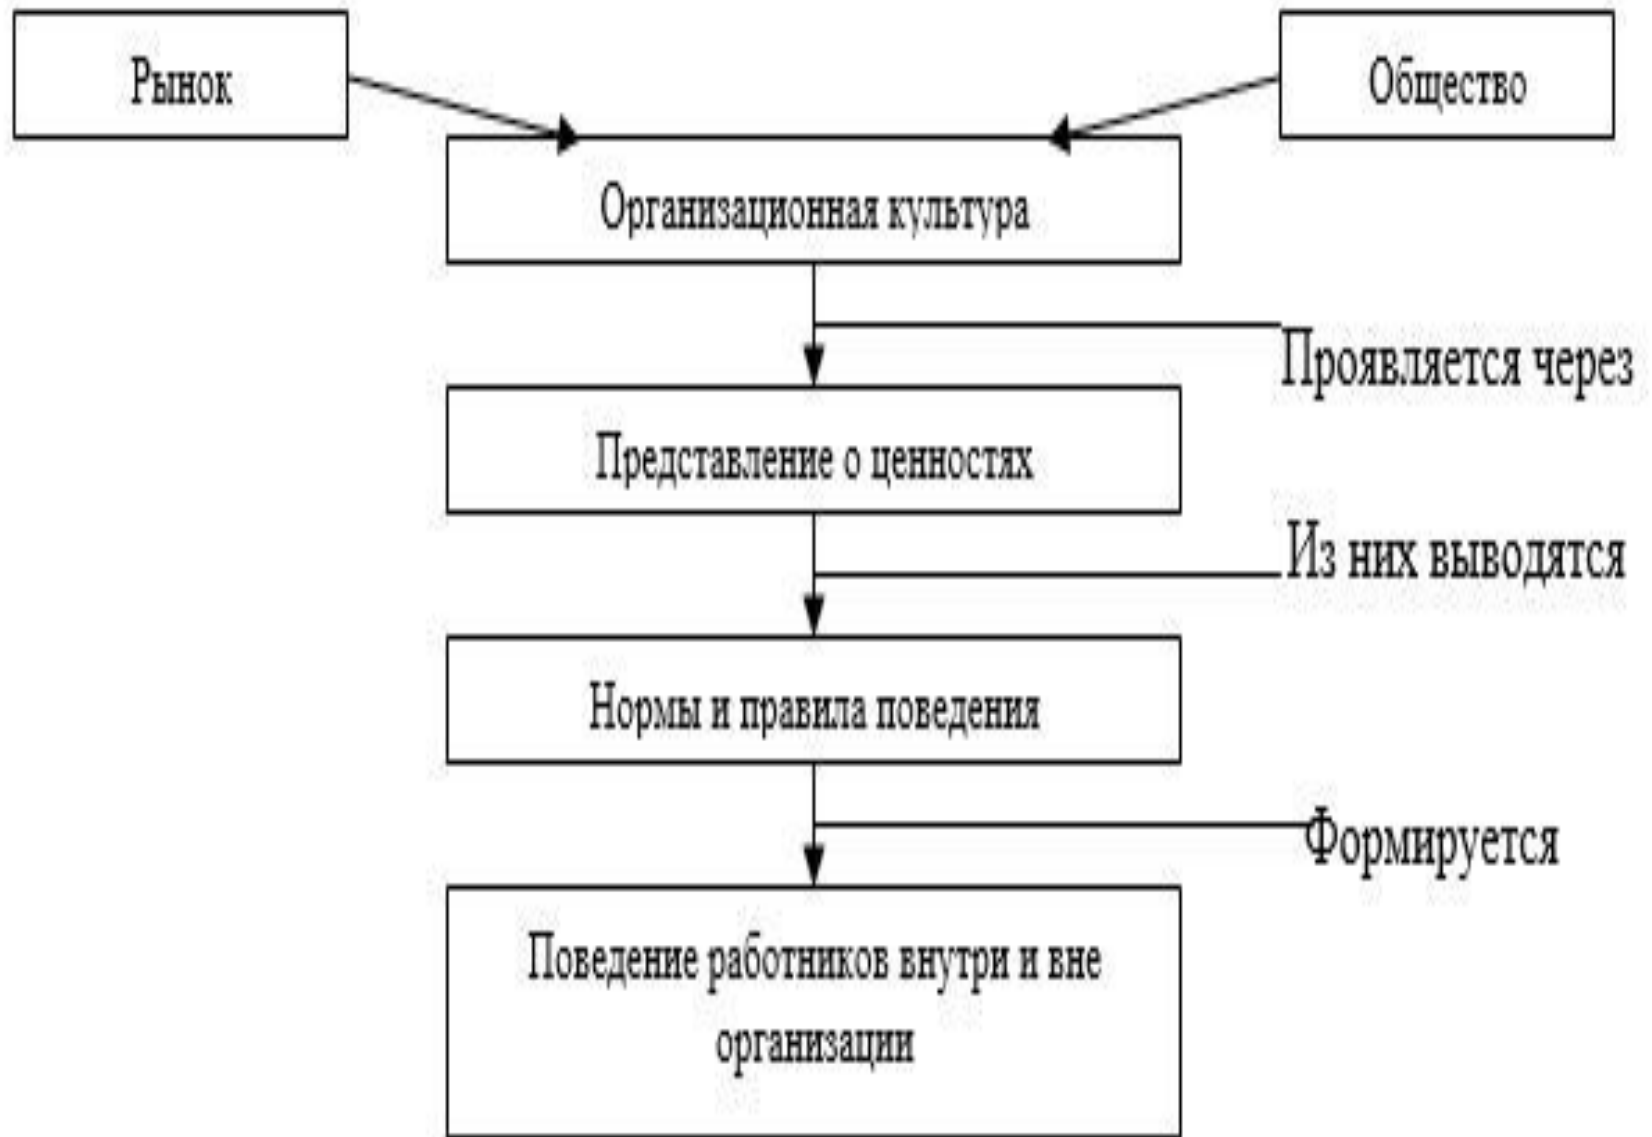 Рынок
Общество
Организационная культура
Проявляется через
Представление о ценностях
Из них выводятся
Нормы и правила поведения
Формируется
Поведение работников внутри и вне
организации